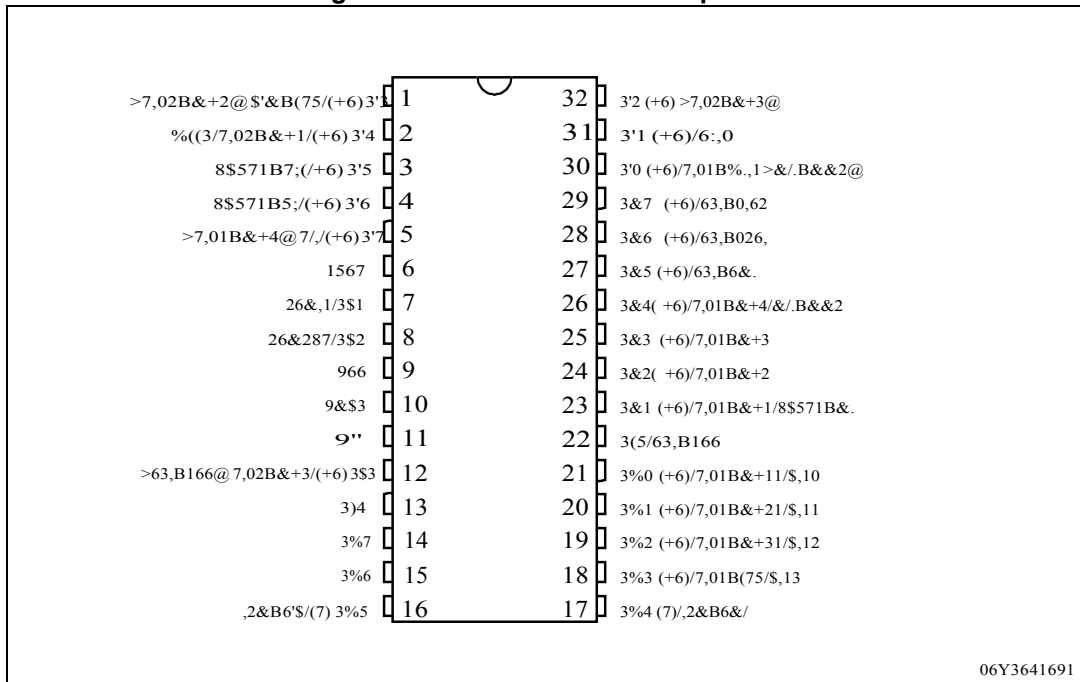 >7,02B&+2@ $'&B(75/(+6) 3'3 1
%((3/7,02B&+1/(+6) 3'4 2
8$571B7;(/+6) 3'5 3
8$571B5;/(+6) 3'6 4
>7,01B&+4@ 7/,/(+6) 3'7 5
1567 6
26&,1/3$1 7
26&287/3$2 8
966 9
9&$3 10
9'' 11
>63,B166@ 7,02B&+3/(+6) 3$3 12
3)4 13
3%7 14
3%6 15
,2&B6'$/(7) 3%5 16
32 3'2 (+6) >7,02B&+3@
31 3'1 (+6)/6:,0
30 3'0 (+6)/7,01B%.,1>&/.B&&2@
29 3&7 (+6)/63,B0,62
28 3&6 (+6)/63,B026,
27 3&5 (+6)/63,B6&.
26 3&4( +6)/7,01B&+4/&/.B&&2
25 3&3 (+6)/7,01B&+3
24 3&2( +6)/7,01B&+2
23 3&1 (+6)/7,01B&+1/8$571B&.
22 3(5/63,B166
21 3%0 (+6)/7,01B&+11/$,10
20 3%1 (+6)/7,01B&+21/$,11
19 3%2 (+6)/7,01B&+31/$,12
18 3%3 (+6)/7,01B(75/$,13
17 3%4 (7)/,2&B6&/
06Y3641691